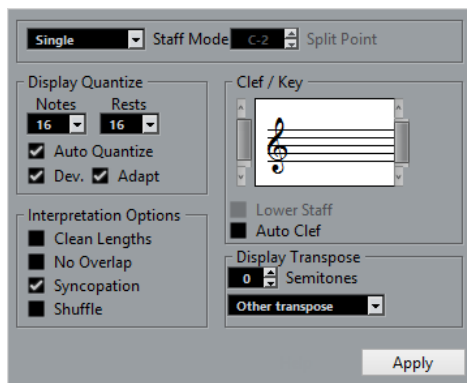 Single Staff Mode C-2 Split Point
Display Quantize
Notes Rests
16 16
Auto Quantize
Dev. Adapt
Interpretation Options
Clean Lengths
No Overlap
Syncopation
Shuffle
Clef / Key
Lower Staff
Auto Clef
Display Transpose
0 Semitones
Other transpose
Apply